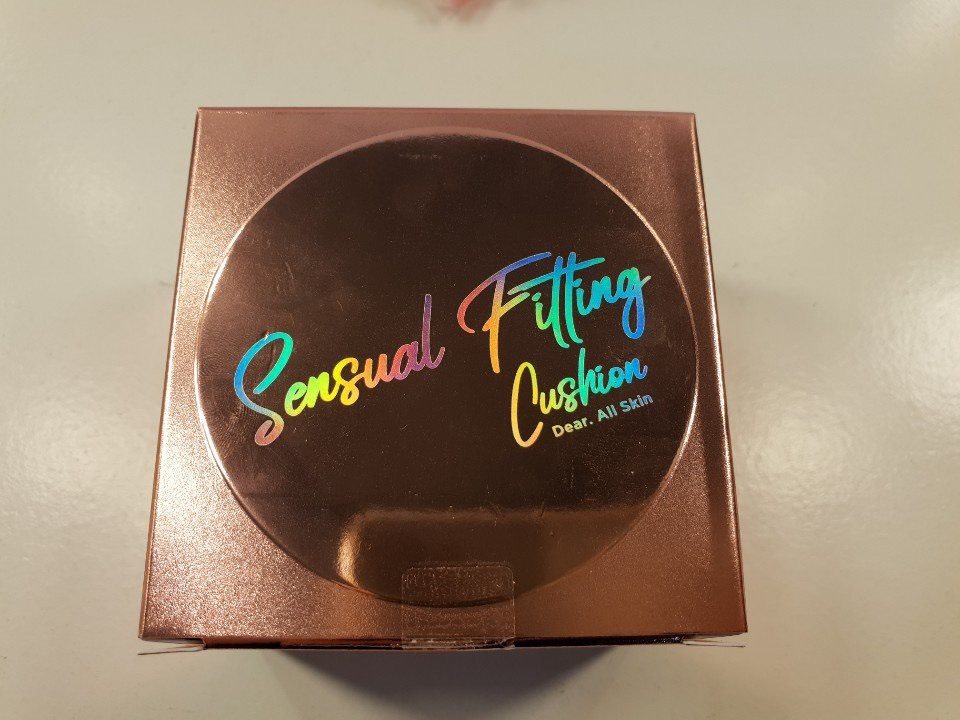 Sensual Fitting
Cushion
Dear. All Skin